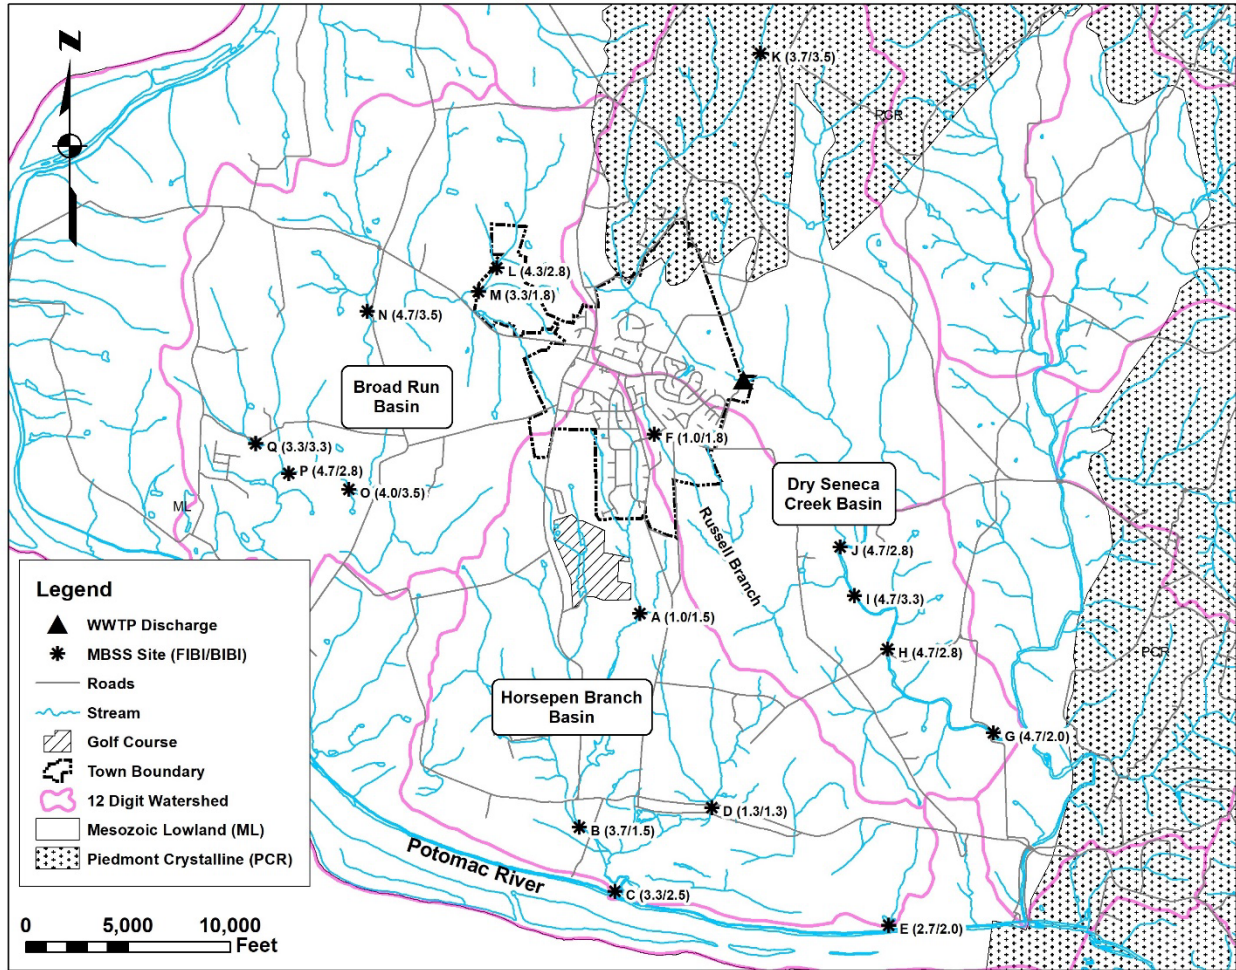 N
K (3.7/3.5)
PCR
L (4.3/2.8)
M (3.3/1.8)
N (4.7/3.5)
Broad Run
Basin
F (1.0/1.8)
Q (3.3/3.3)
P (4.7/2.8)
O (4.0/3.5)
ML
Dry Seneca
Creek Basin
Russell Branch
J (4.7/2.8)
I (4.7/3.3)
A (1.0/1.5)
H (4.7/2.8)
PCR
Horsepen Branch
Basin
G (4.7/2.0)
D (1.3/1.3)
B (3.7/1.5)
Potomac River
C (3.3/2.5)
E (2.7/2.0)
Legend
WWTP Discharge
MBSS Site (FIBI/BIBI)
Roads
Stream
Golf Course
Town Boundary
12 Digit Watershed
Mesozoic Lowland (ML)
Piedmont Crystalline (PCR)
0 5,000 10,000
Feet